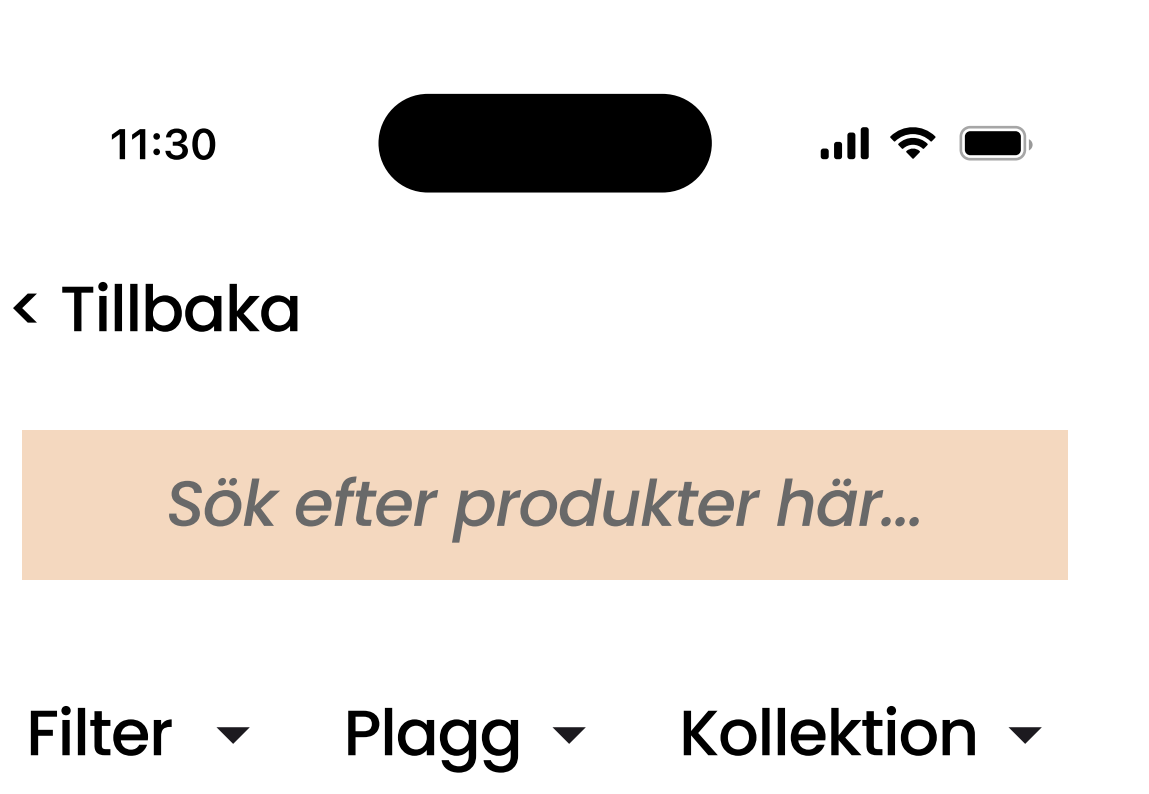 11:30
< Tillbaka
Sök efter produkter här...
Filter Plagg Kollektion